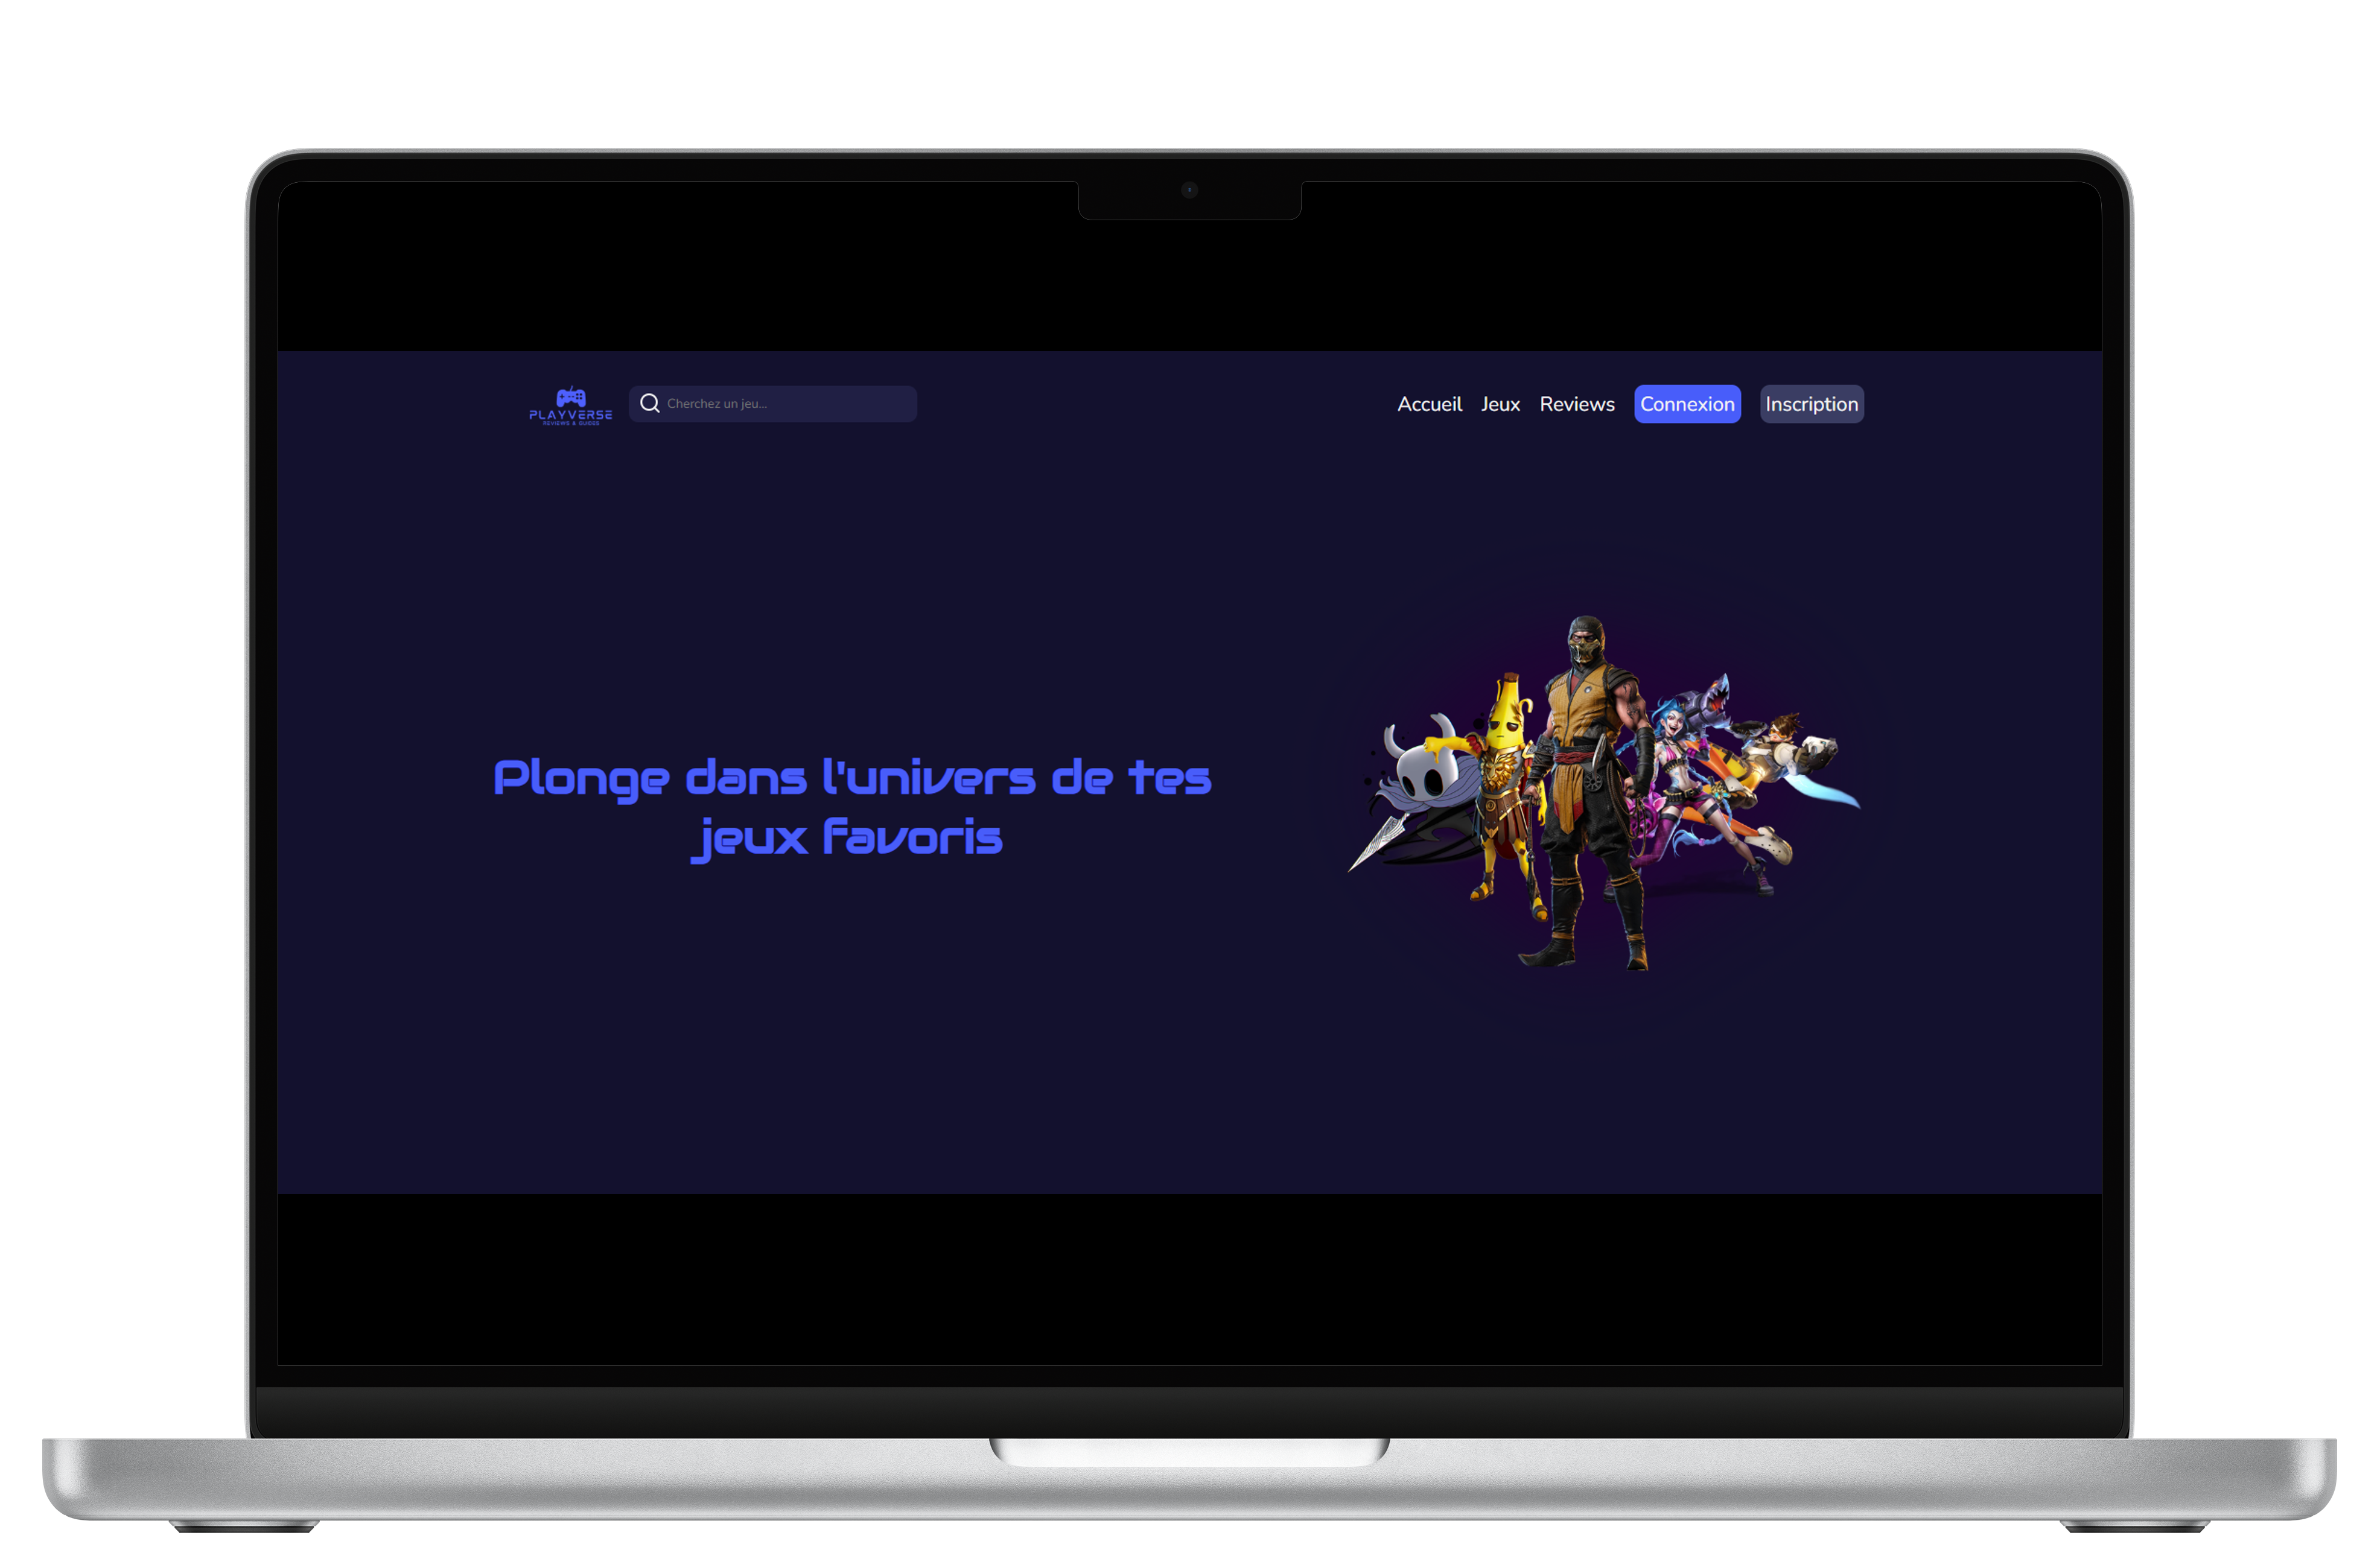 PLAYVERSE
REVIEWS & GUIDES
Cherchez un jeu...
Accueil Jeux Reviews Connexion Inscription
Plonge dans l'univers de tes
jeux favoris